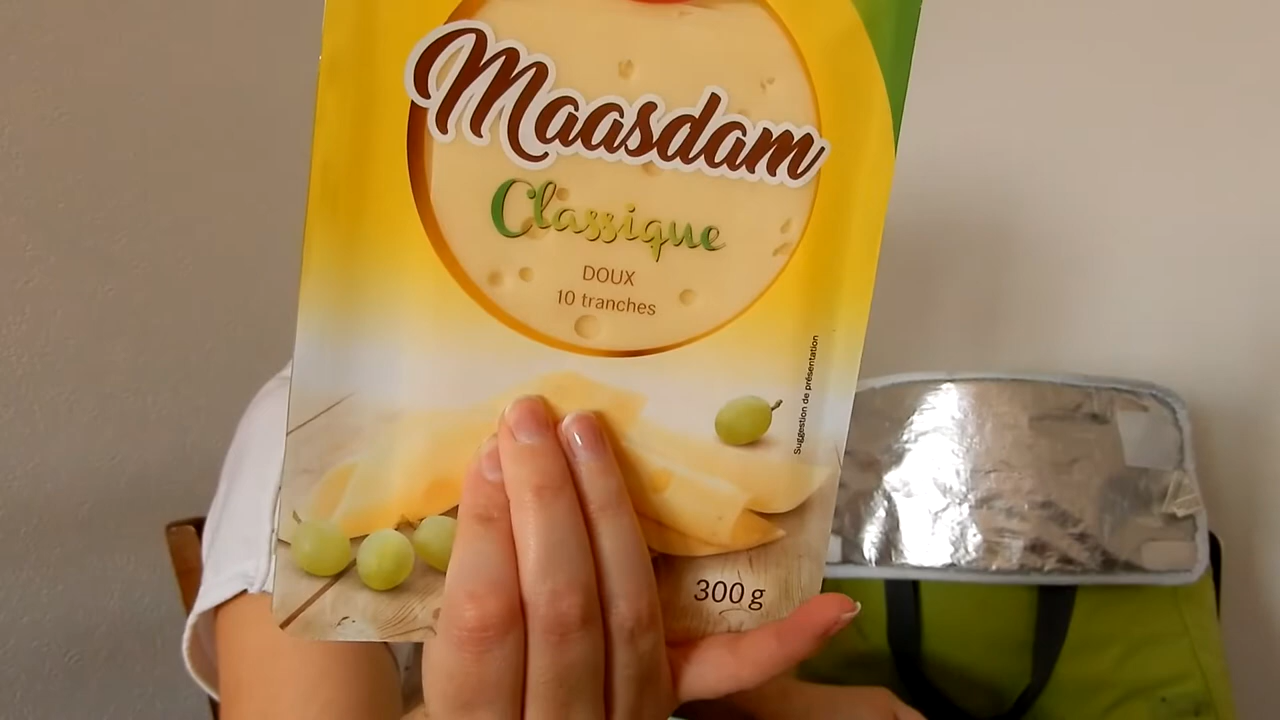 Maasdam
Classique
DOUX
10 tranches
Suggestion de présentation
300 g